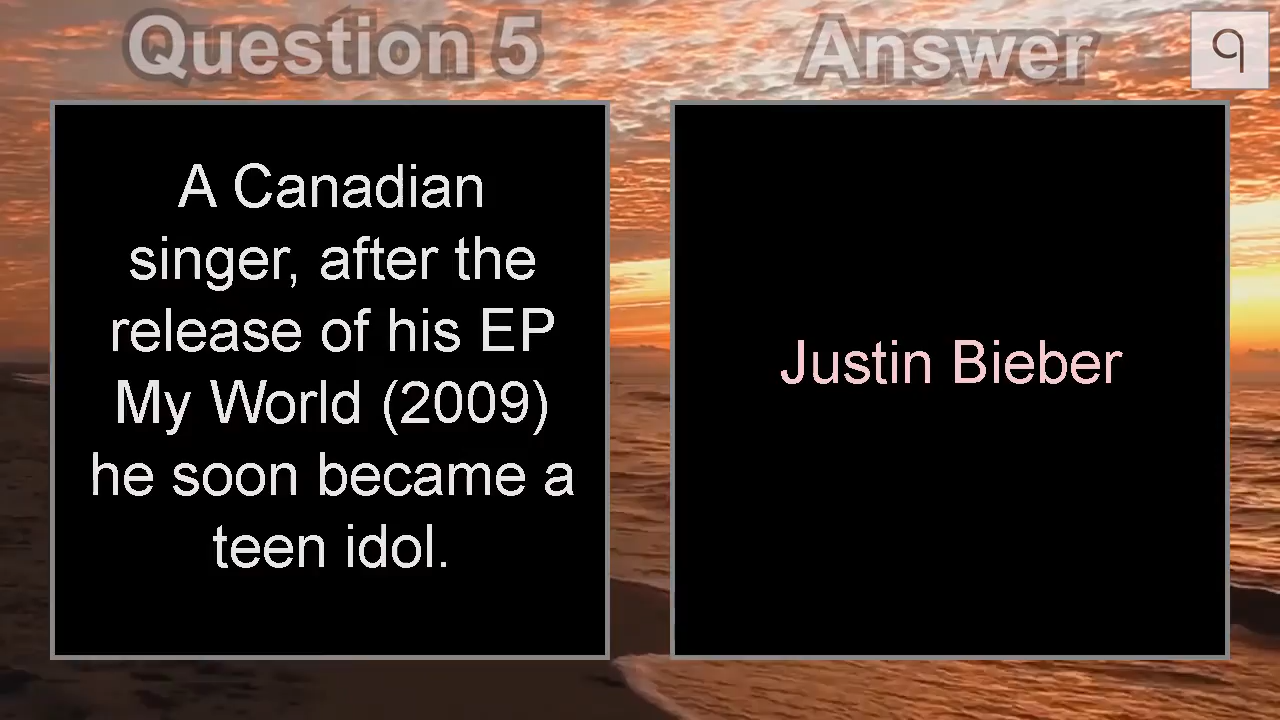 Question 5
Answer
A Canadian
singer, after the
release of his EP
My World (2009)
he soon became a
teen idol.
Justin Bieber